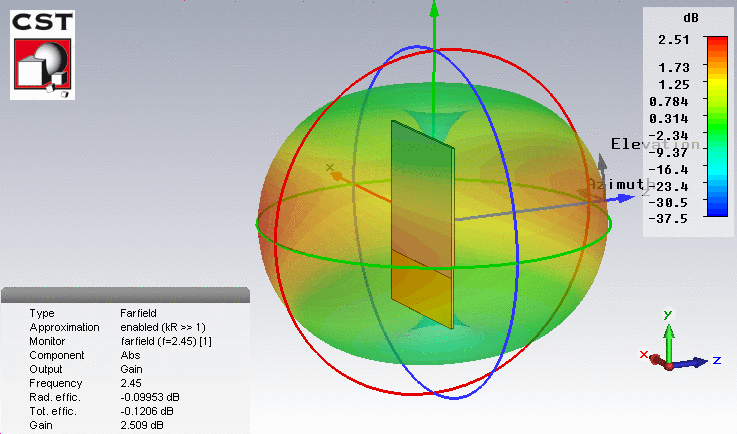 CST
dB
2.51
1.73
1.25
0.784
0.314
-2.34
-9.37
-16.4
-23.4
-30.5
-37.5
Elevation
Azimuth
x
z
Type Farfield
Approximation enabled (kR >> 1)
Monitor farfield (f=2.45) [1]
Component Abs
Output Gain
Frequency 2.45
Rad. effic. -0.09953 dB
Tot. effic. -0.1206 dB
Gain 2.509 dB
y
x
z